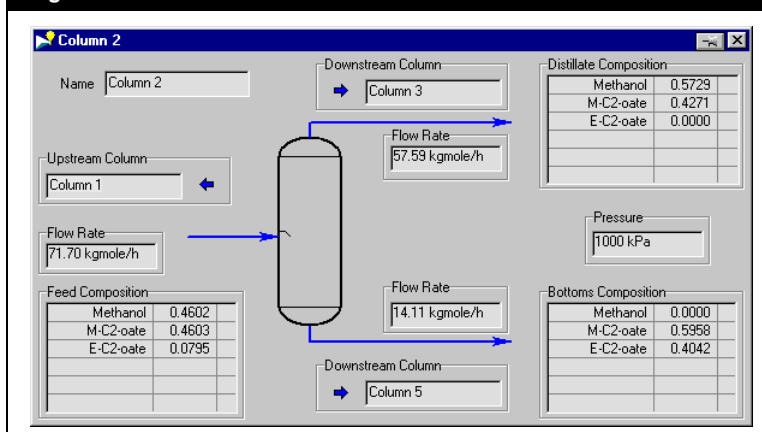 Column 2
Name Column 2
Downstream Column
Column 3
Distillate Composition
Methanol 0.5729
M-C2-oate 0.4271
E-C2-oate 0.0000
Flow Rate
57.59 kgmole/h
Upstream Column
Column 1
Pressure
1000 kPa
Flow Rate
71.70 kgmole/h
Feed Composition
Methanol 0.4602
M-C2-oate 0.4603
E-C2-oate 0.0795
Flow Rate
14.11 kgmole/h
Bottoms Composition
Methanol 0.0000
M-C2-oate 0.5958
E-C2-oate 0.4042
Downstream Column
Column 5